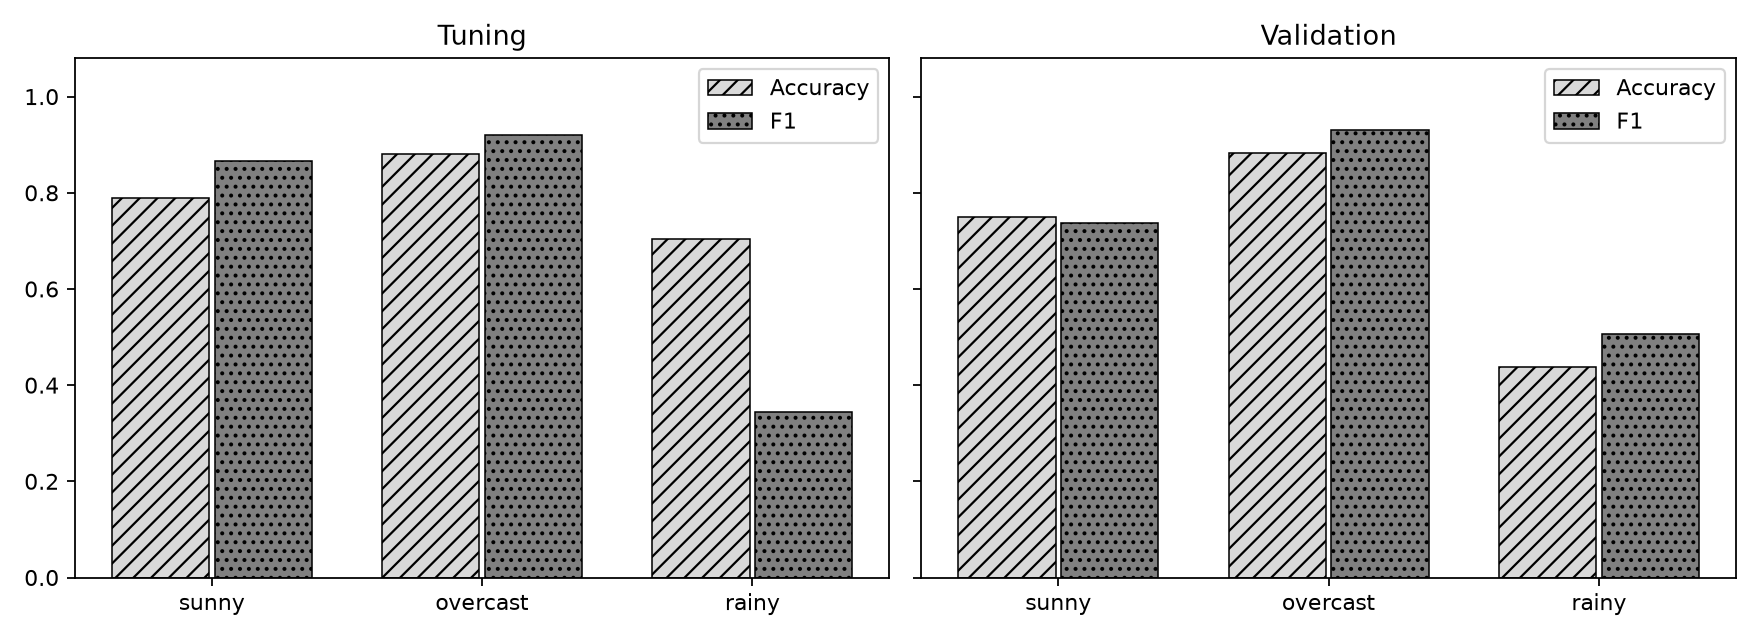 Tuning
1.0
0.8
0.6
0.4
0.2
0.0
sunny
overcast
rainy
Accuracy
F1
Validation
sunny
overcast
rainy
Accuracy
F1